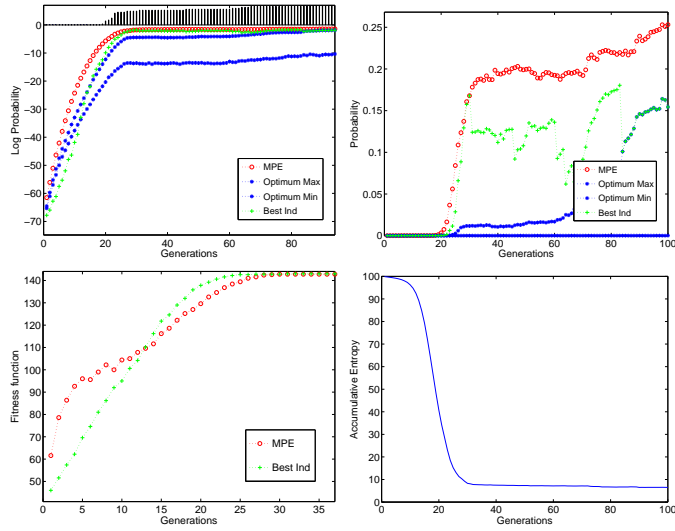 0
−10
−20
−30
−40
−50
−60
−70
Log Probability
0 20 40 60 80
Generations
MPE
Optimum Max
Optimum Min
Best Ind
0.25
0.2
0.15
0.1
0.05
0
Probability
0 20 40 60 80 100
Generations
MPE
Optimum Max
Optimum Min
Best Ind
140
130
120
110
100
90
80
70
60
50
Fitness function
0 5 10 15 20 25 30 35
Generations
MPE
Best Ind
100
90
80
70
60
50
40
30
20
10
0
Accumulative Entropy
0 20 40 60 80 100
Generations